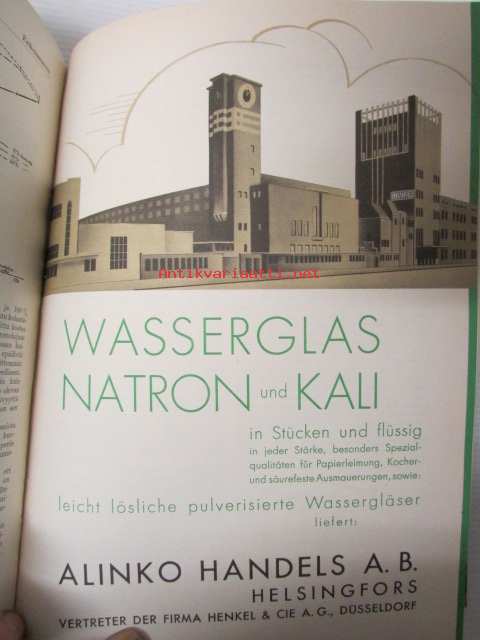 Antikvariaatti.net
WASSERGLAS
NATRON und KALI
in Stücken und flüssig
in jeder Stärke, besonders Spezial-
qualitäten für Papierleimung, Kocher-
und säurefeste Ausmauerungen, sowie:
leicht lösliche pulverisierte Wassergläser
liefert:
ALINKO HANDELS A. B.
HELSINGFORS
VERTRETER DER FIRMA HENKEL & CIE A. G., DÜSSELDORF